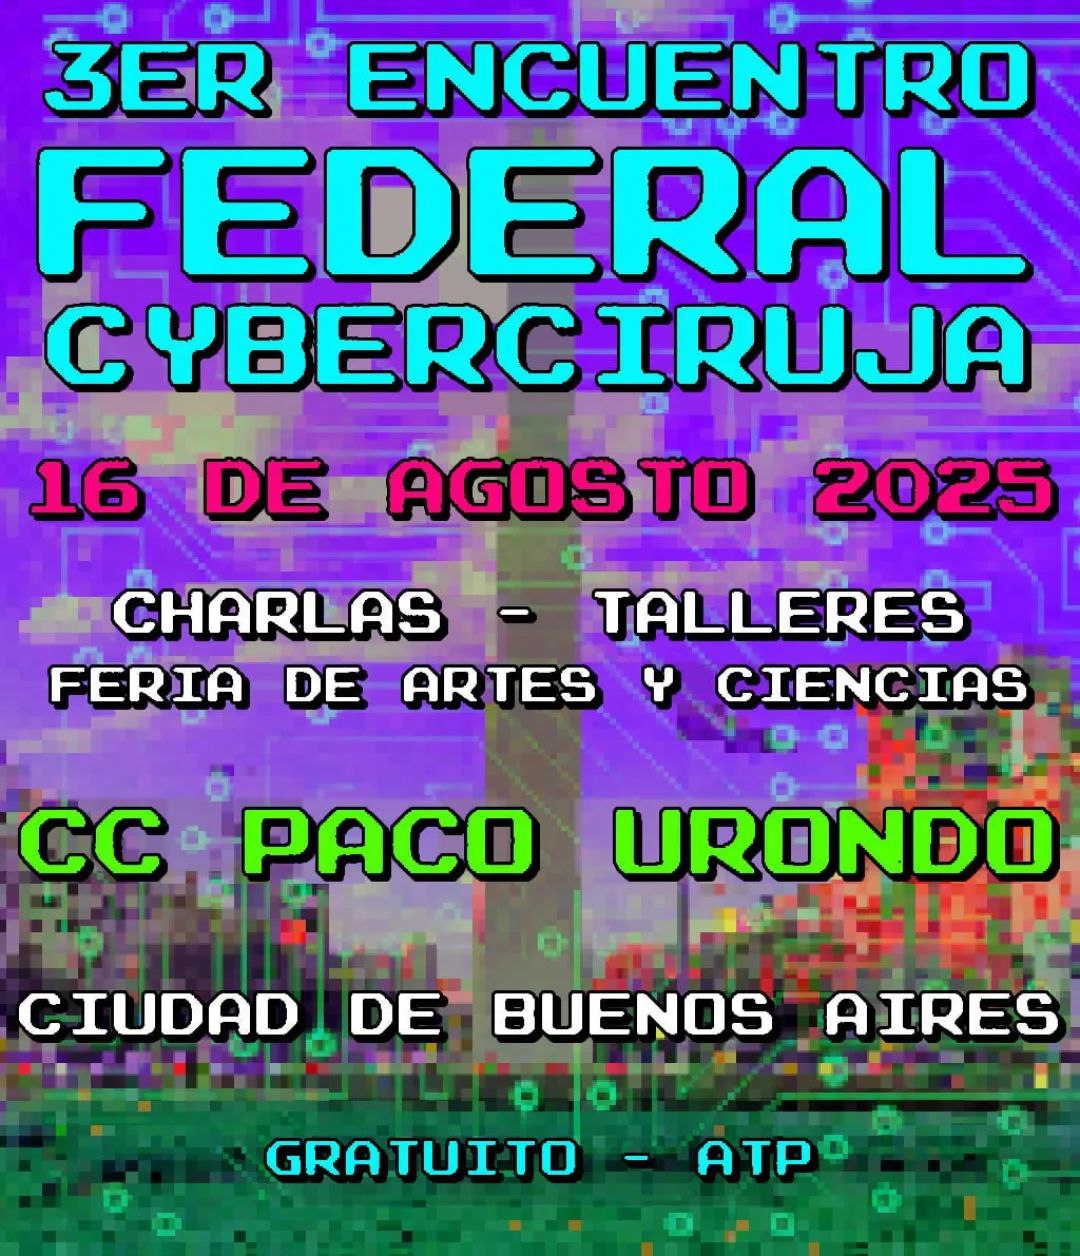 3ER ENCUENTRO
FEDERAL
CYBERCIRUJA
16 DE AGOSTO 2025
CHARLAS - TALLERES
FERIA DE ARTES Y CIENCIAS
CC PACO URONDO
CIUDAD DE BUENOS AIRES
GRATUITO - ATP